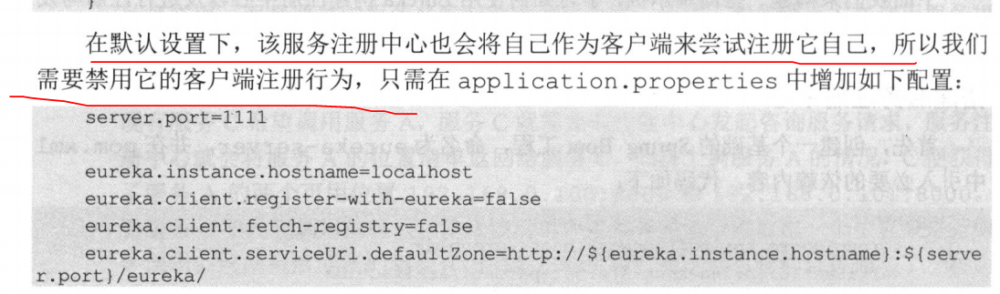 在默认设置下，该服务注册中心也会将自己作为客户端来尝试注册它自己，所以我们
需要禁用它的客户端注册行为，只需在 application.properties 中增加如下配置：
server.port=1111
eureka.instance.hostname=localhost
eureka.client.register-with-eureka=false
eureka.client.fetch-registry=false
eureka.client.serviceUrl.defaultZone=http://${eureka.instance.hostname}:${serve
r.port}/eureka/